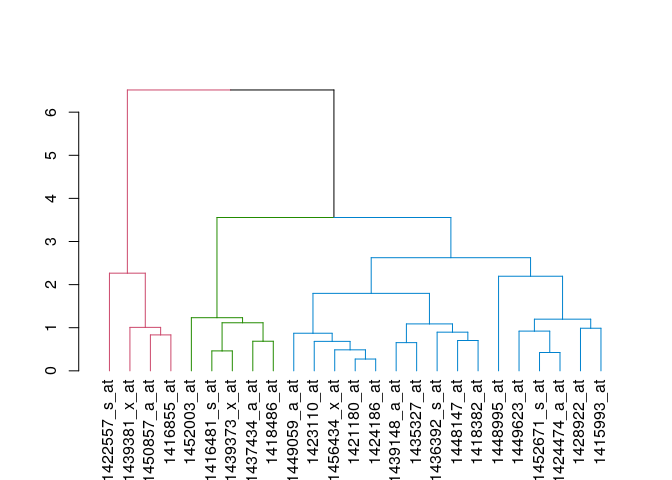 6
5
4
3
2
1
0
1422557_s_at
1439381_x_at
1450857_a_at
1416855_at
1452003_at
1416481_s_at
1439373_x_at
1437434_a_at
1418486_at
1449059_a_at
1423110_at
1456434_x_at
1421180_at
1424186_at
1439148_a_at
1435327_at
1436392_s_at
1448147_at
1418382_at
1448995_at
1449623_at
1452671_s_at
1424474_a_at
1428922_at
1415993_at